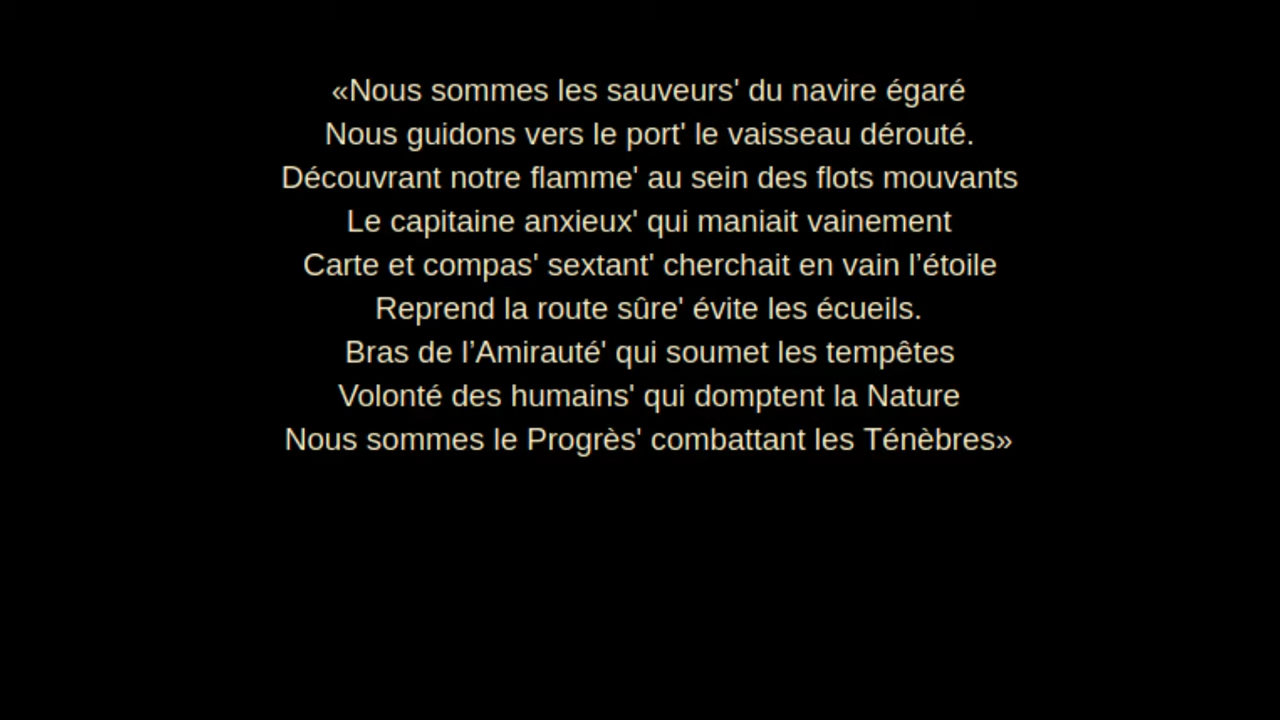 «Nous sommes les sauveurs' du navire égaré
Nous guidons vers le port' le vaisseau dérouté.
Découvrant notre flamme' au sein des flots mouvants
Le capitaine anxieux' qui maniait vainement
Carte et compas' sextant' cherchait en vain l’étoile
Reprend la route sûre' évite les écueils.
Bras de l’Amirauté' qui soumet les tempêtes
Volonté des humains' qui domptent la Nature
Nous sommes le Progrès' combattant les Ténèbres»